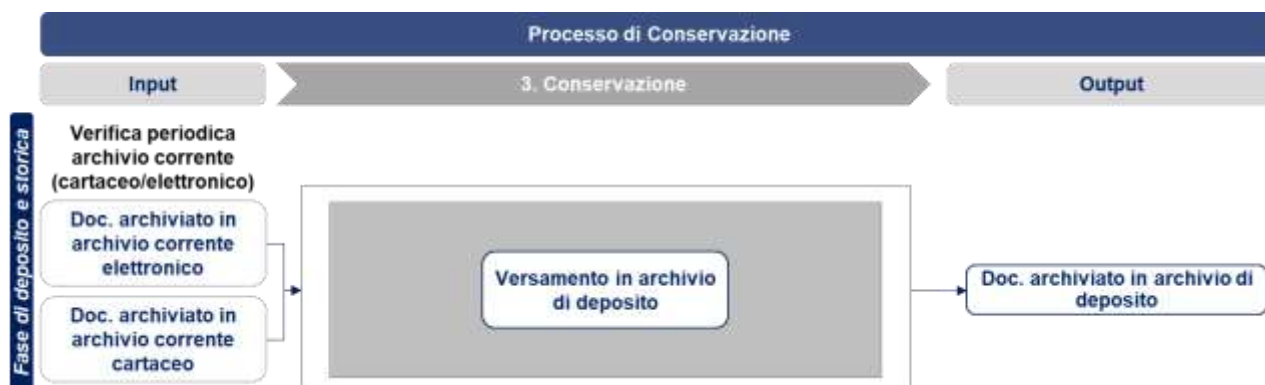 Processo di Conservazione
Input
3. Conservazione
Output
Fase di deposito e storica
Verifica periodica
archivio corrente
(cartaceo/elettronico)
Doc. archiviato in
archivio corrente
elettronico
Doc. archiviato in
archivio corrente
cartaceo
Versamento in archivio
di deposito
Doc. archiviato in archivio di
deposito